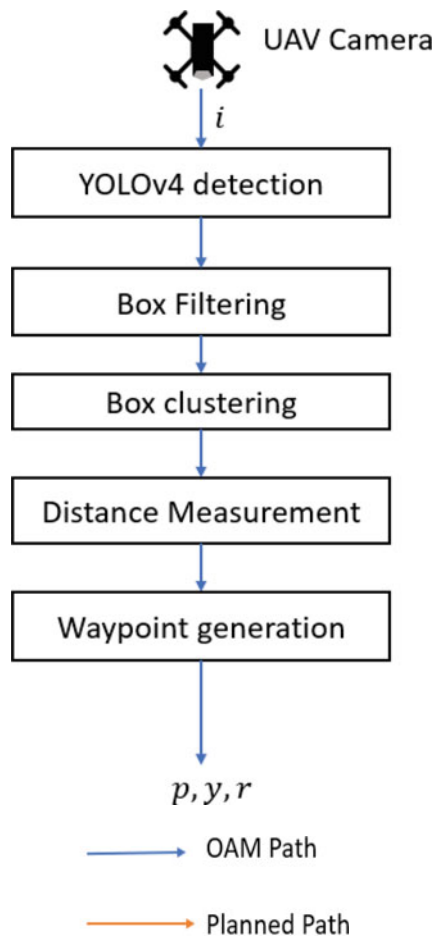 UAV Camera
i
YOLOv4 detection
Box Filtering
Box clustering
Distance Measurement
Waypoint generation
p, y, r
OAM Path
Planned Path